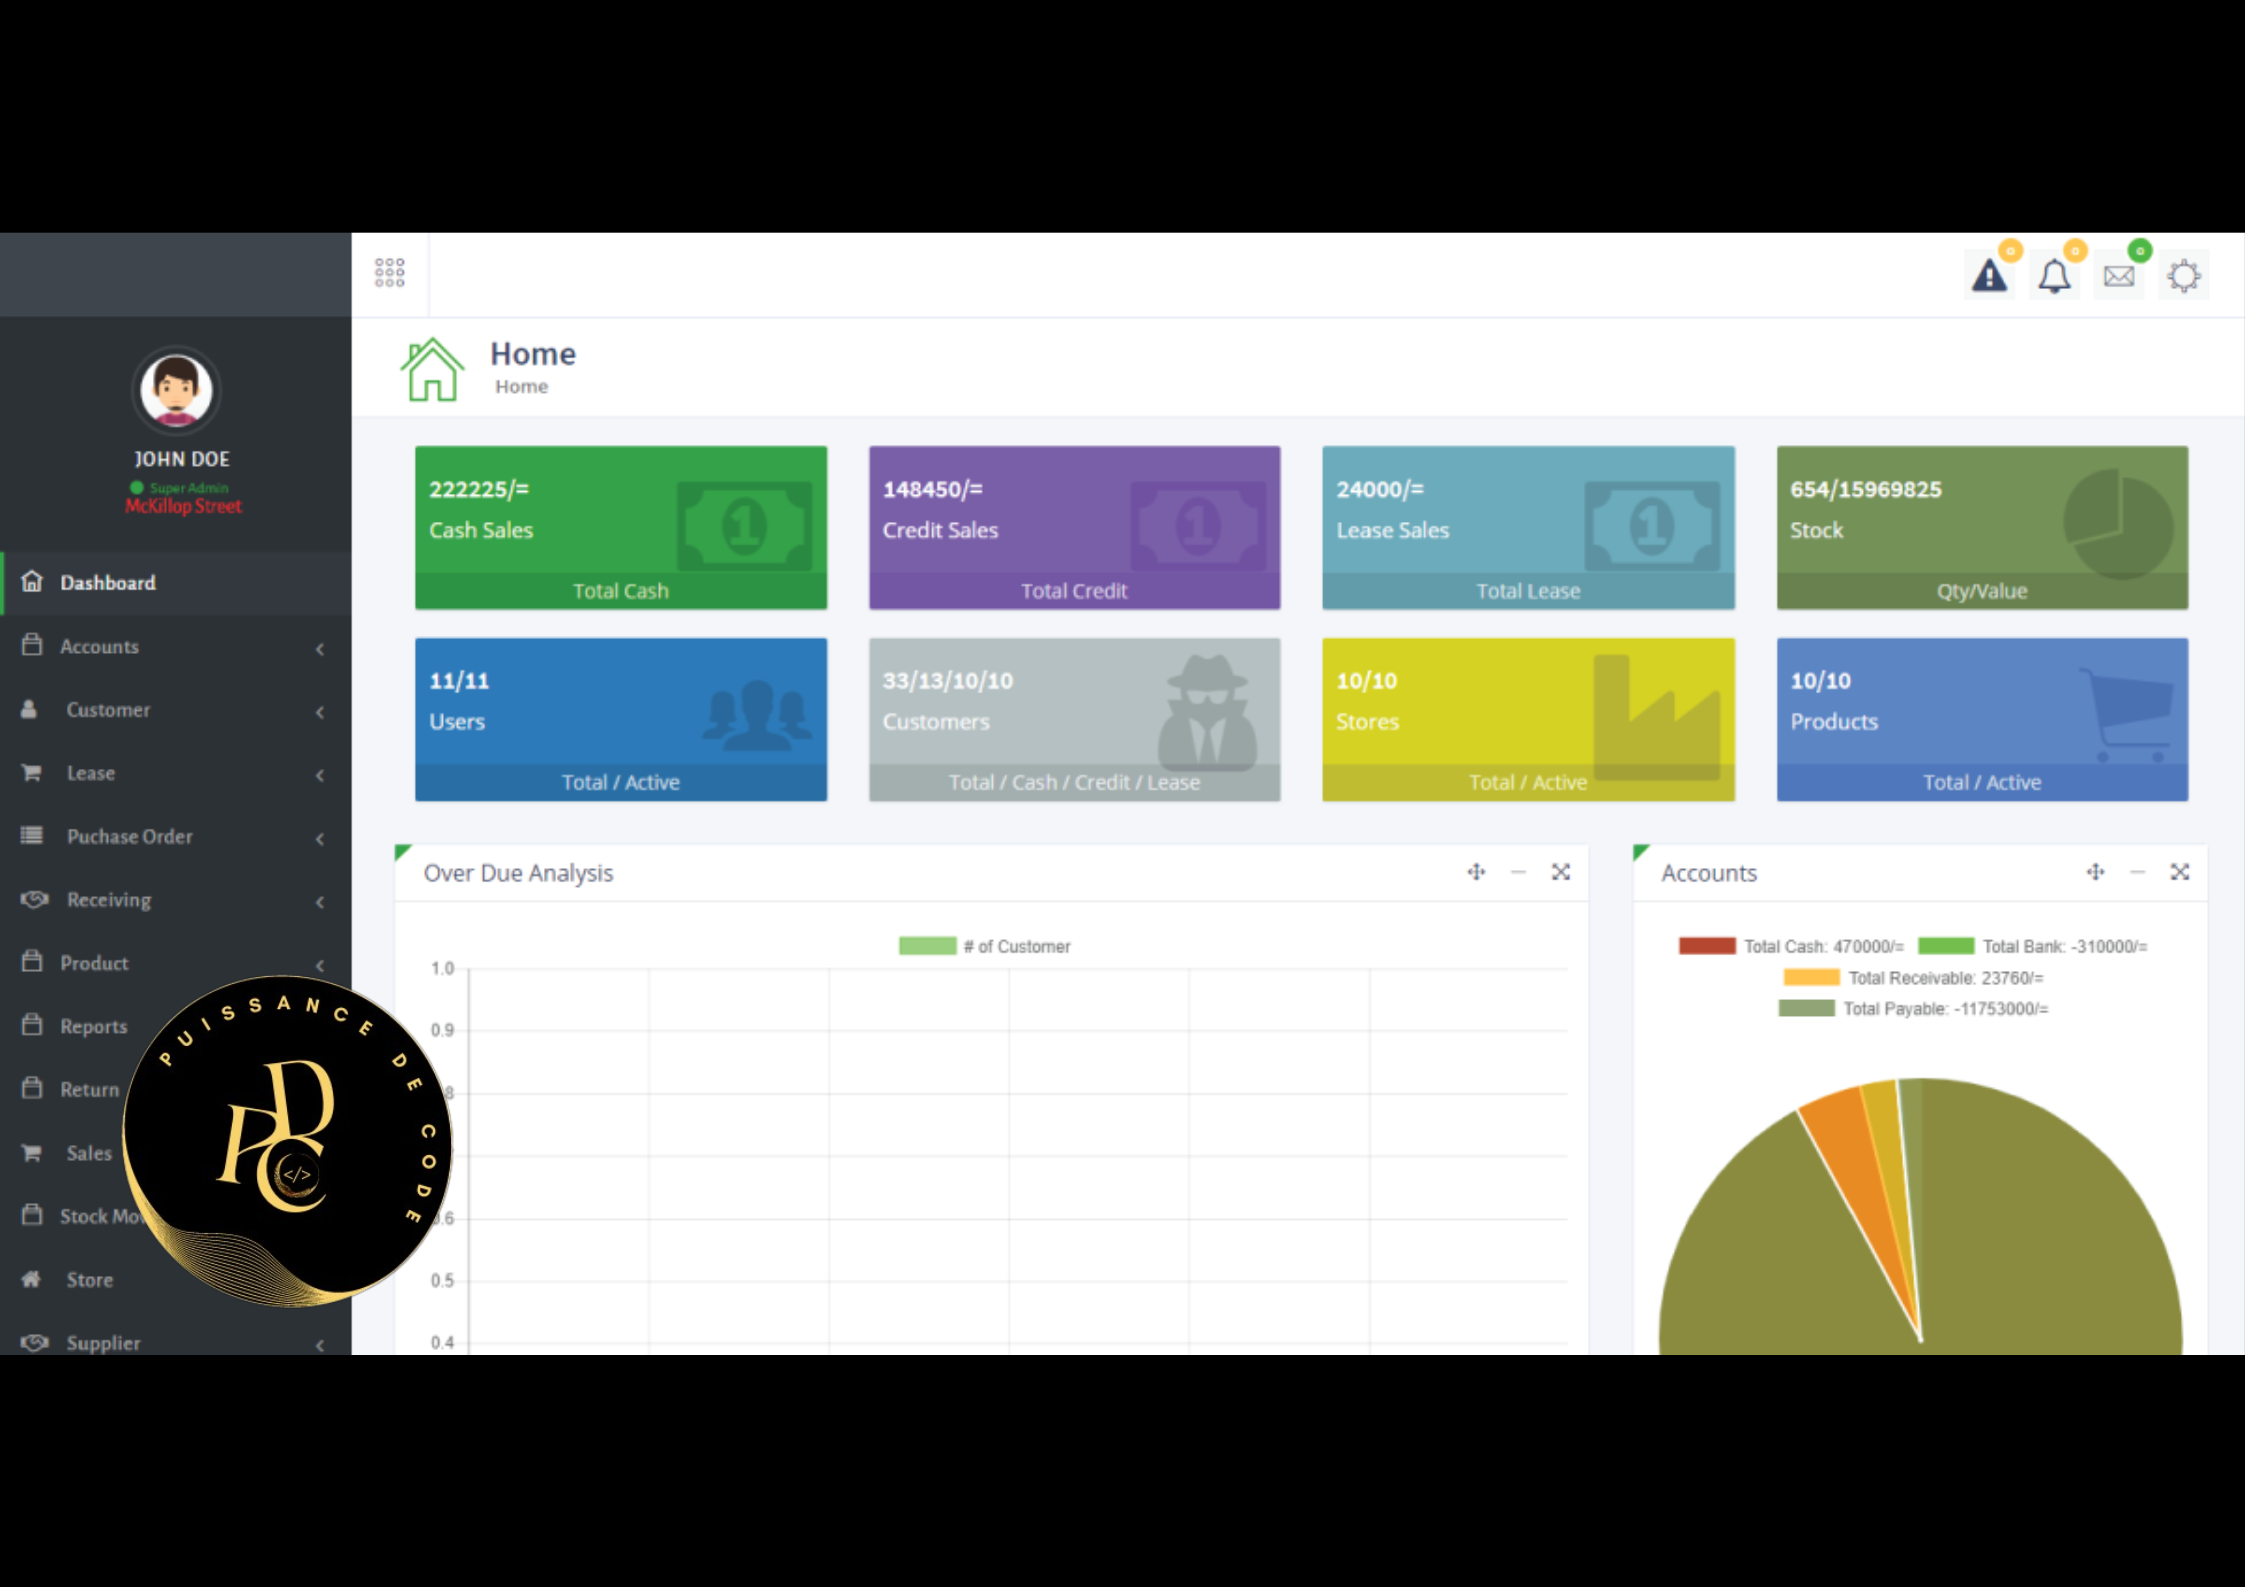 JOHN DOE
Super Admin
McKillop Street
Dashboard
Accounts
Customer
Lease
Puchase Order
Receiving
Product
Reports
Return
Sales
Store
Supplier
PUISSANCE DE CODE
PDC
</>
0
0
0
Home
Home
222225/=
Cash Sales
Total Cash
148450/=
Credit Sales
Total Credit
24000/=
Lease Sales
Total Lease
654/15969825
Stock
Qty/Value
11/11
Users
Total / Active
33/13/10/10
Customers
Total / Cash / Credit / Lease
10/10
Stores
Total / Active
10/10
Products
Total / Active
Over Due Analysis
# of Customer
1.0
0.9
0.5
0.4
Accounts
Total Cash: 470000/= Total Bank: -310000/=
Total Receivable: 23760/=
Total Payable: -11753000/=